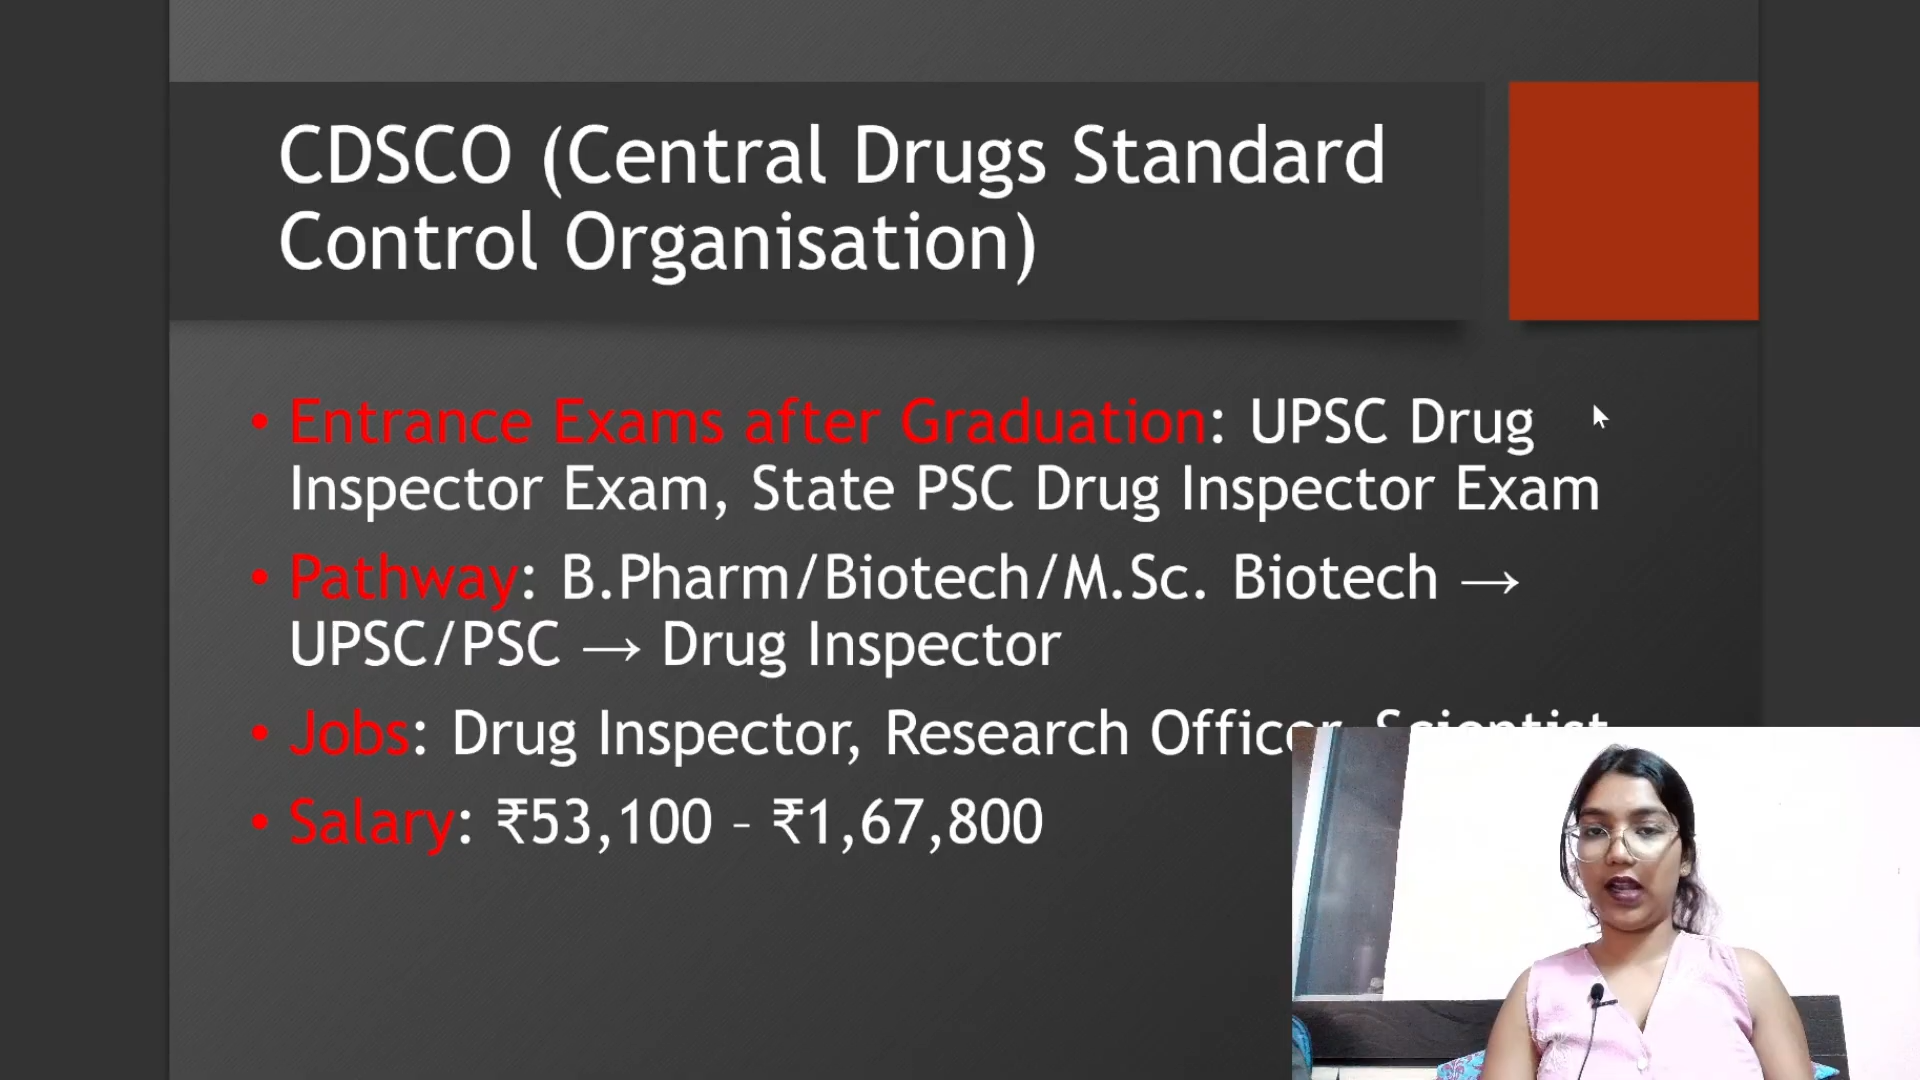 CDSCO (Central Drugs Standard
Control Organisation)
• Entrance Exams after Graduation: UPSC Drug
Inspector Exam, State PSC Drug Inspector Exam
• Pathway: B.Pharm/Biotech/M.Sc. Biotech →
UPSC/PSC → Drug Inspector
• Jobs: Drug Inspector, Research Officer, Scientist
• Salary: ₹53,100 – ₹1,67,800